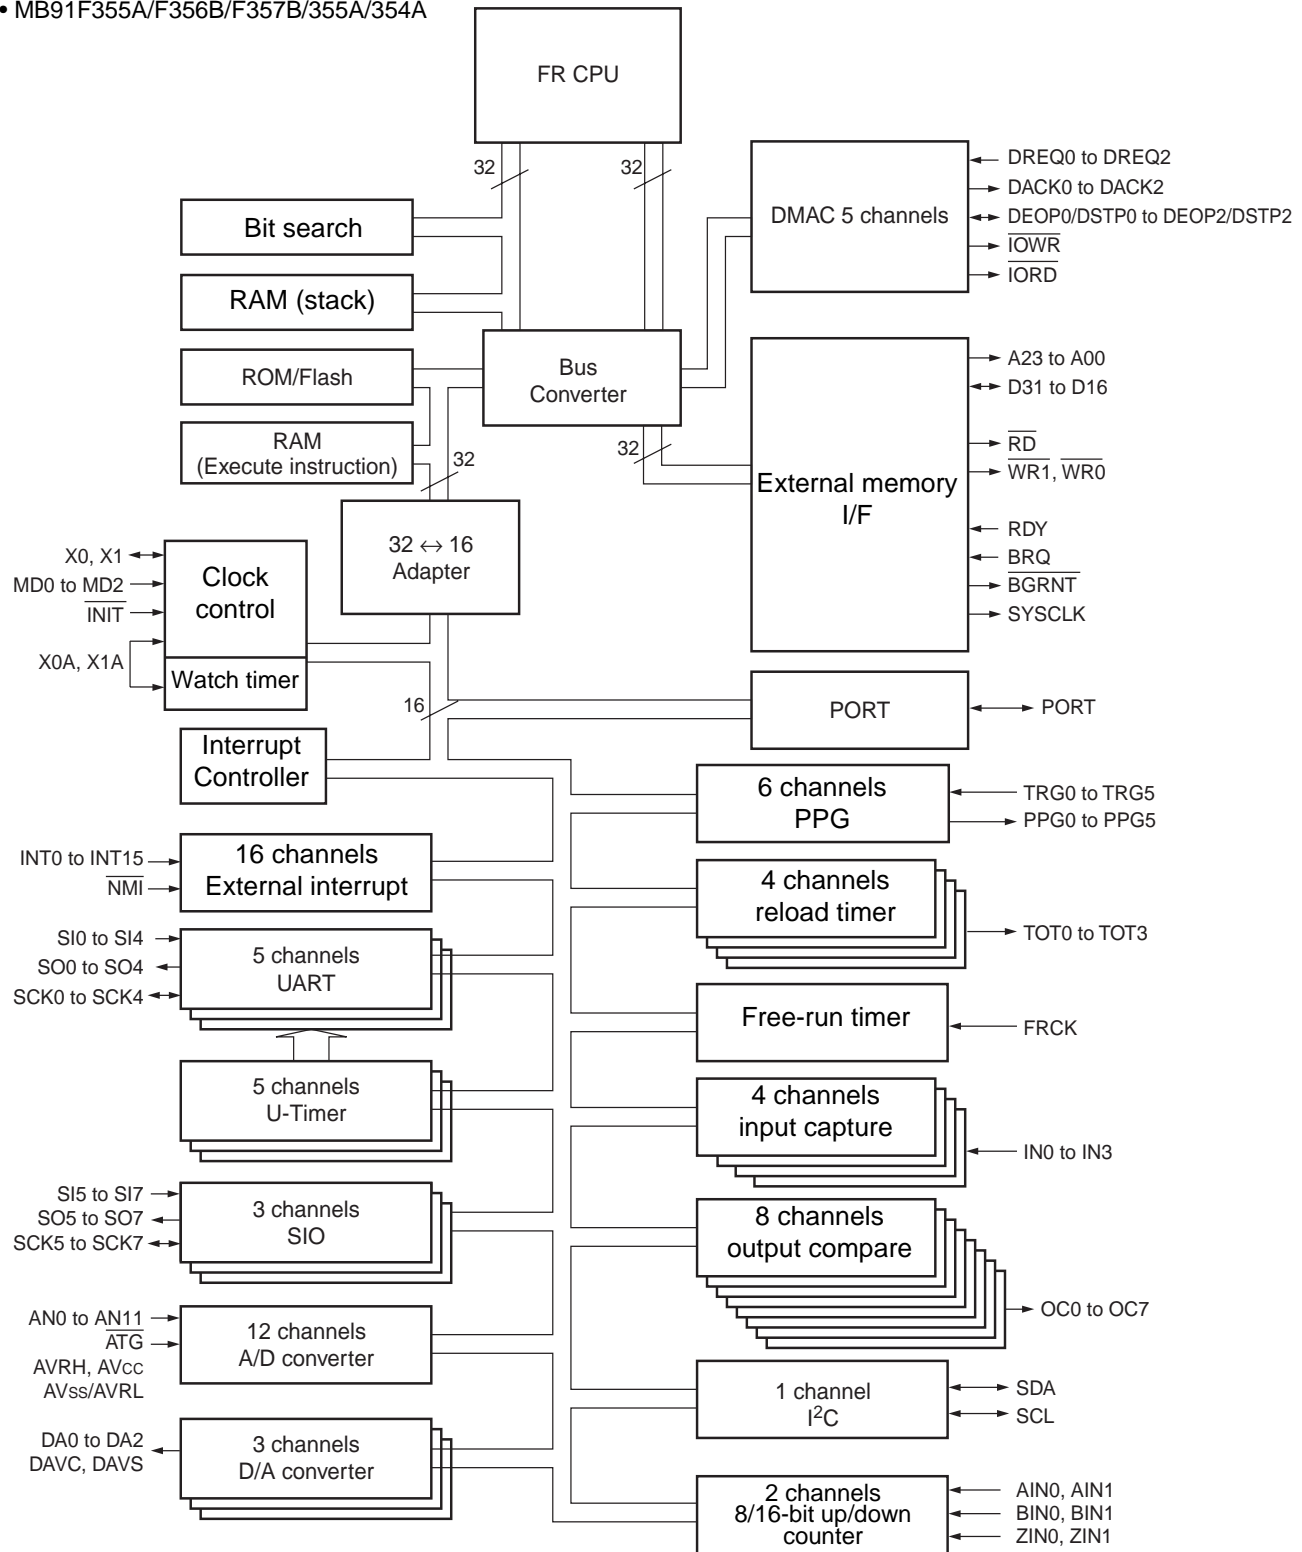 • MB91F355A/F356B/F357B/355A/354A
FR CPU
32
32
Bit search
RAM (stack)
ROM/Flash
RAM
(Execute instruction)
Bus
Converter
DMAC 5 channels
DREQ0 to DREQ2
DACK0 to DACK2
DEOP0/DSTP0 to DEOP2/DSTP2
IOWR
IORD
32
32
External memory
I/F
A23 to A00
D31 to D16
RD
WR1, WR0
RDY
BRQ
BGRNT
SYSCLK
32 ↔ 16
Adapter
X0, X1
MD0 to MD2
INIT
X0A, X1A
Clock
control
Watch timer
16
PORT
PORT
Interrupt
Controller
6 channels
PPG
TRG0 to TRG5
PPG0 to PPG5
INT0 to INT15
NMI
16 channels
External interrupt
4 channels
reload timer
TOT0 to TOT3
SI0 to SI4
SO0 to SO4
SCK0 to SCK4
5 channels
UART
Free-run timer
FRCK
5 channels
U-Timer
4 channels
input capture
IN0 to IN3
SI5 to SI7
SO5 to SO7
SCK5 to SCK7
3 channels
SIO
8 channels
output compare
OC0 to OC7
AN0 to AN11
ATG
AVRH, AVCC
AVSS/AVRL
12 channels
A/D converter
1 channel
I2C
SDA
SCL
DA0 to DA2
DAVC, DAVS
3 channels
D/A converter
2 channels
8/16-bit up/down
counter
AIN0, AIN1
BIN0, BIN1
ZIN0, ZIN1